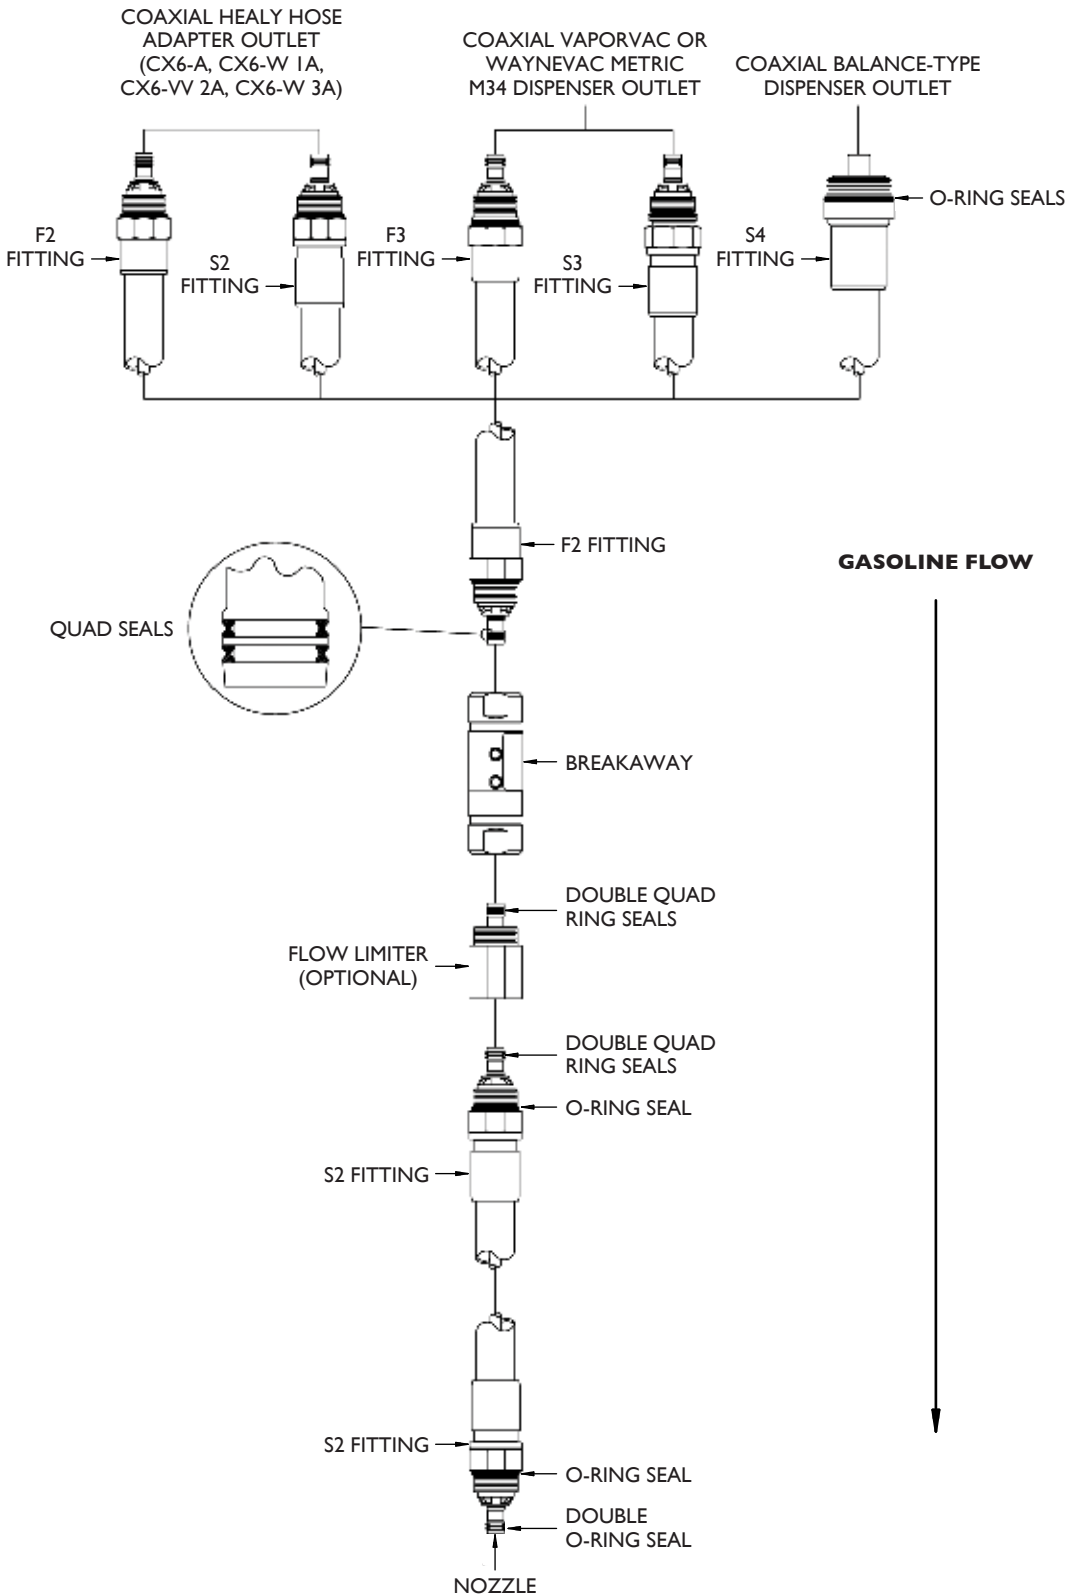 COAXIAL HEALY HOSE
ADAPTER OUTLET
(CX6-A, CX6-W 1A,
CX6-VV 2A, CX6-W 3A)
COAXIAL VAPORVAC OR
WAYNEVAC METRIC
M34 DISPENSER OUTLET
COAXIAL BALANCE-TYPE
DISPENSER OUTLET
O-RING SEALS
F2
FITTING
S2
FITTING
F3
FITTING
S3
FITTING
S4
FITTING
F2 FITTING
GASOLINE FLOW
QUAD SEALS
BREAKAWAY
DOUBLE QUAD
RING SEALS
FLOW LIMITER
(OPTIONAL)
DOUBLE QUAD
RING SEALS
O-RING SEAL
S2 FITTING
S2 FITTING
O-RING SEAL
DOUBLE
O-RING SEAL
NOZZLE